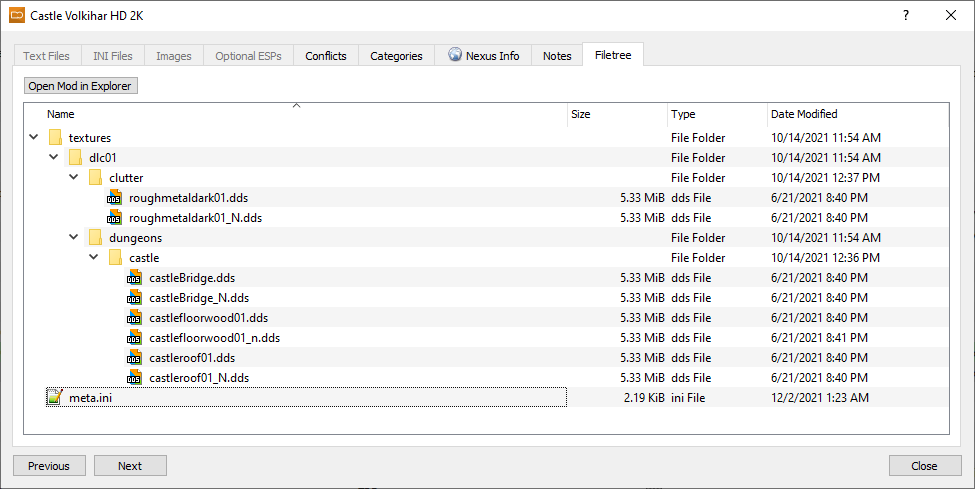 Castle Volkihar HD 2K ?
Text Files INI Files Images Optional ESPs Conflicts Categories Nexus Info Notes Filetree
Open Mod in Explorer
Name Size Type Date Modified
textures File Folder 10/14/2021 11:54 AM
dlc01 File Folder 10/14/2021 11:54 AM
clutter File Folder 10/14/2021 12:37 PM
DDS roughmetaldark01.dds 5.33 MiB dds File 6/21/2021 8:40 PM
DDS roughmetaldark01_N.dds 5.33 MiB dds File 6/21/2021 8:40 PM
dungeons File Folder 10/14/2021 11:54 AM
castle File Folder 10/14/2021 12:36 PM
DDS castleBridge.dds 5.33 MiB dds File 6/21/2021 8:40 PM
DDS castleBridge_N.dds 5.33 MiB dds File 6/21/2021 8:40 PM
DDS castlefloorwood01.dds 5.33 MiB dds File 6/21/2021 8:40 PM
DDS castlefloorwood01_n.dds 5.33 MiB dds File 6/21/2021 8:41 PM
DDS castleroof01.dds 5.33 MiB dds File 6/21/2021 8:40 PM
DDS castleroof01_N.dds 5.33 MiB dds File 6/21/2021 8:40 PM
meta.ini 2.19 KiB ini File 12/2/2021 1:23 AM
Previous Next Close